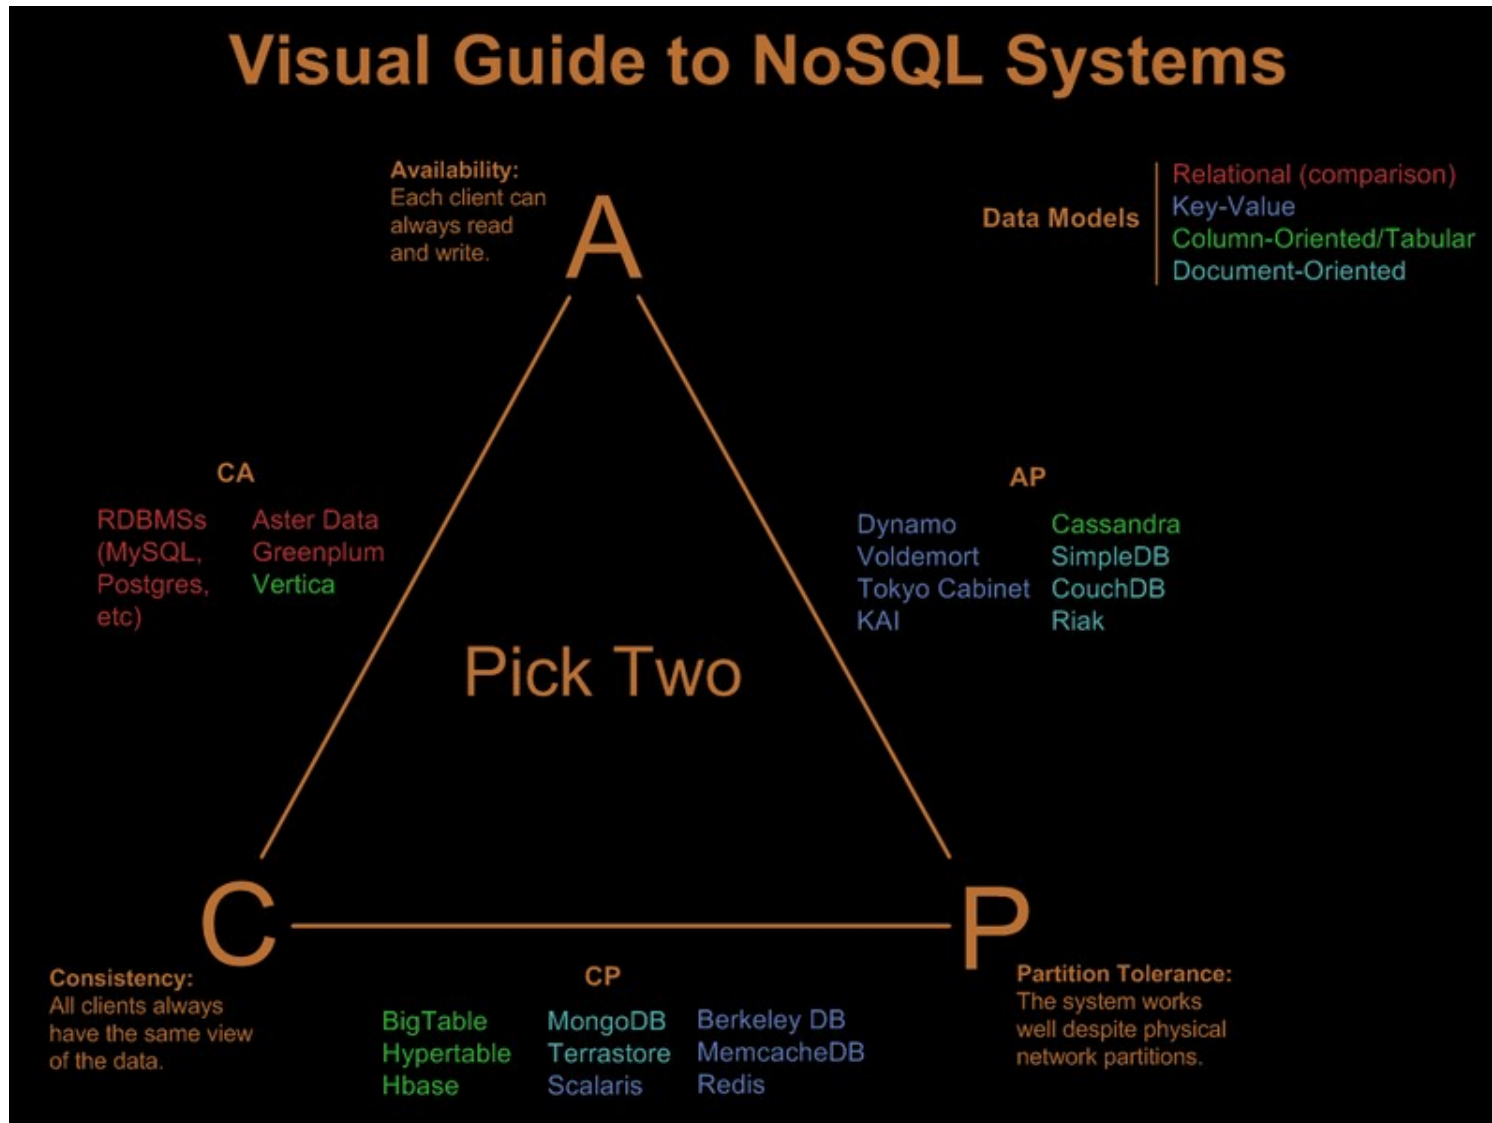 Visual Guide to NoSQL Systems
Availability:
Each client can
always read
and write.
A
Data Models
Relational (comparison)
Key-Value
Column-Oriented/Tabular
Document-Oriented
CA
RDBMSs
(MySQL,
Postgres,
etc)
Aster Data
Greenplum
Vertica
AP
Dynamo
Voldemort
Tokyo Cabinet
KAI
Cassandra
SimpleDB
CouchDB
Riak
Pick Two
C
Consistency:
All clients always
have the same view
of the data.
P
Partition Tolerance:
The system works
well despite physical
network partitions.
CP
BigTable
Hypertable
Hbase
MongoDB
Terrastore
Scalaris
Berkeley DB
MemcacheDB
Redis